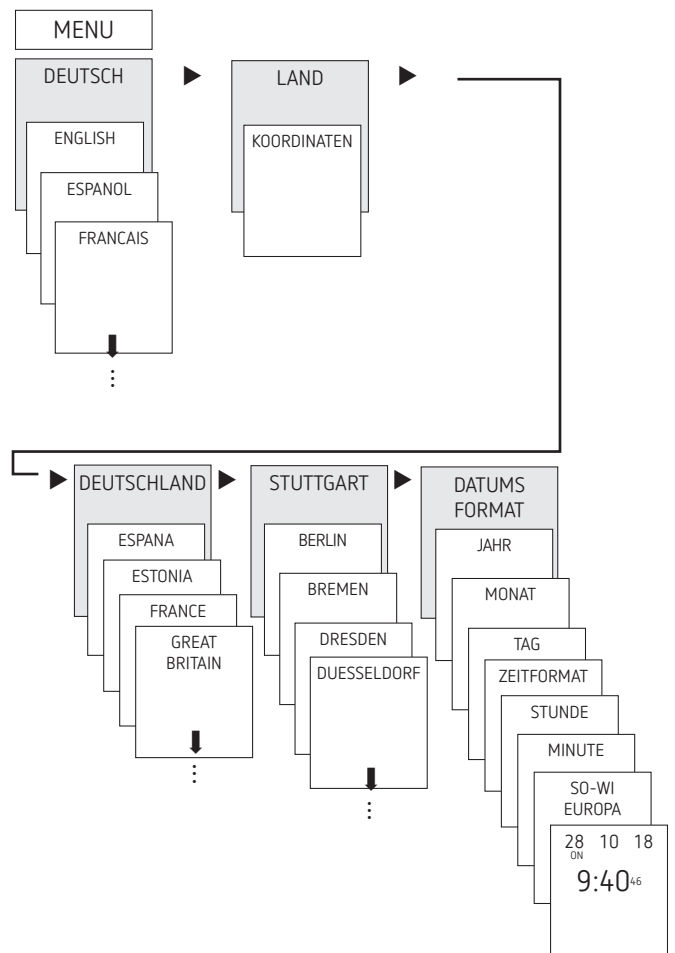 MENU
DEUTSCH
ENGLISH
ESPANOL
FRANCAIS
LAND
KOORDINATEN
DEUTSCHLAND
ESPANA
ESTONIA
FRANCE
GREAT
BRITAIN
STUTTGART
BERLIN
BREMEN
DRESDEN
DUESSELDORF
DATUMS
FORMAT
JAHR
MONAT
TAG
ZEITFORMAT
STUNDE
MINUTE
SO-WI
EUROPA
28 10 18
ON
9:40 46